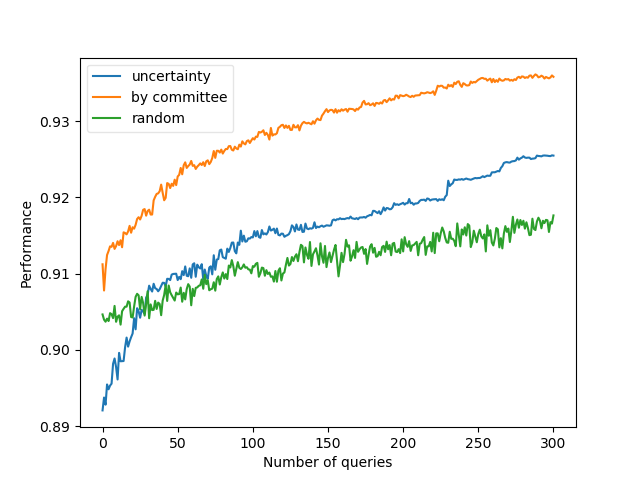 uncertainty
by committee
random
0.93
0.92
0.91
0.90
0.89
Performance
0 50 100 150 200 250 300
Number of queries